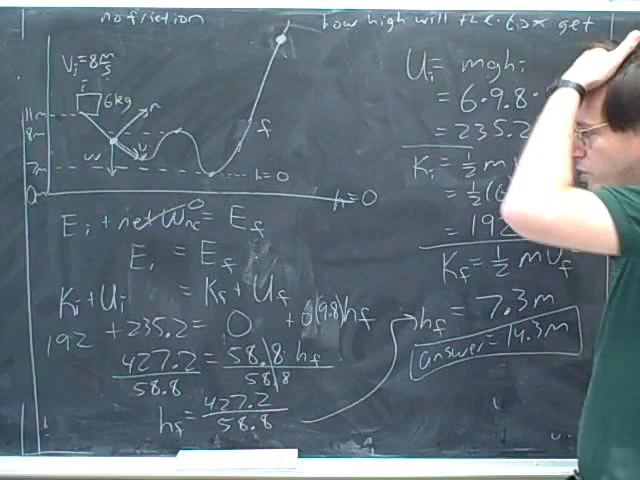 no friction
how high will the box get
Vi = 8 m/s
i
6kg
n
11m
8m
w
v
f
7m
h=0
0m
h=0
Ei + net Wnc 0 = Ef
Ei = Ef
Ki + Ui = Kf + Uf
192 + 235.2 = 0 + 6(9.8)hf
427.2 = 58.8 hf
58.8 58.8
hf = 427.2
58.8
Ui = mghi
= 6·9.8·
= 235.2
Ki = ½ m V
= ½(6
= 192
Kf = ½ m Vf
hf = 7.3m
answer = 14.3m